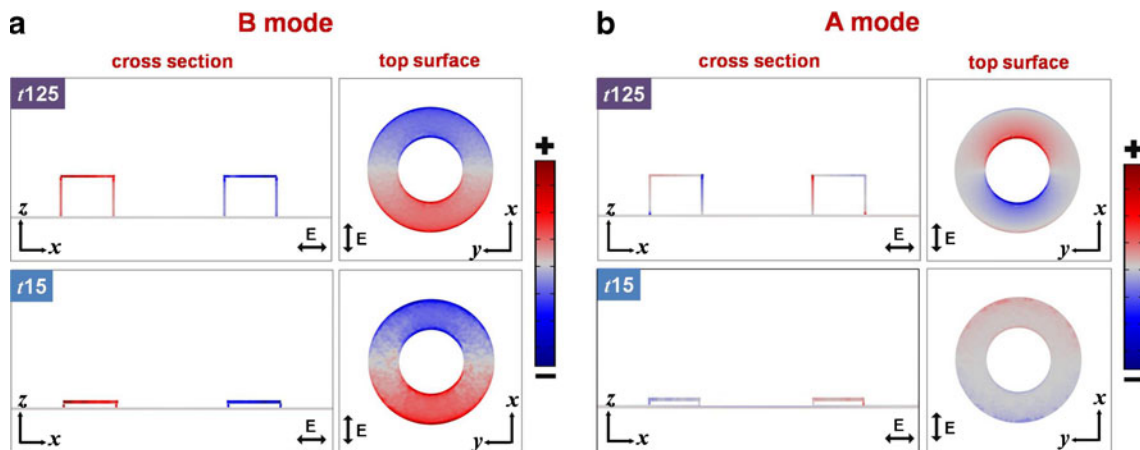 a B mode
cross section top surface
t125
z
x
E
E
y
x
+
t15
z
x
E
E
y
x
−
b A mode
cross section top surface
t125
z
x
E
E
y
x
+
t15
z
x
E
E
y
x
−